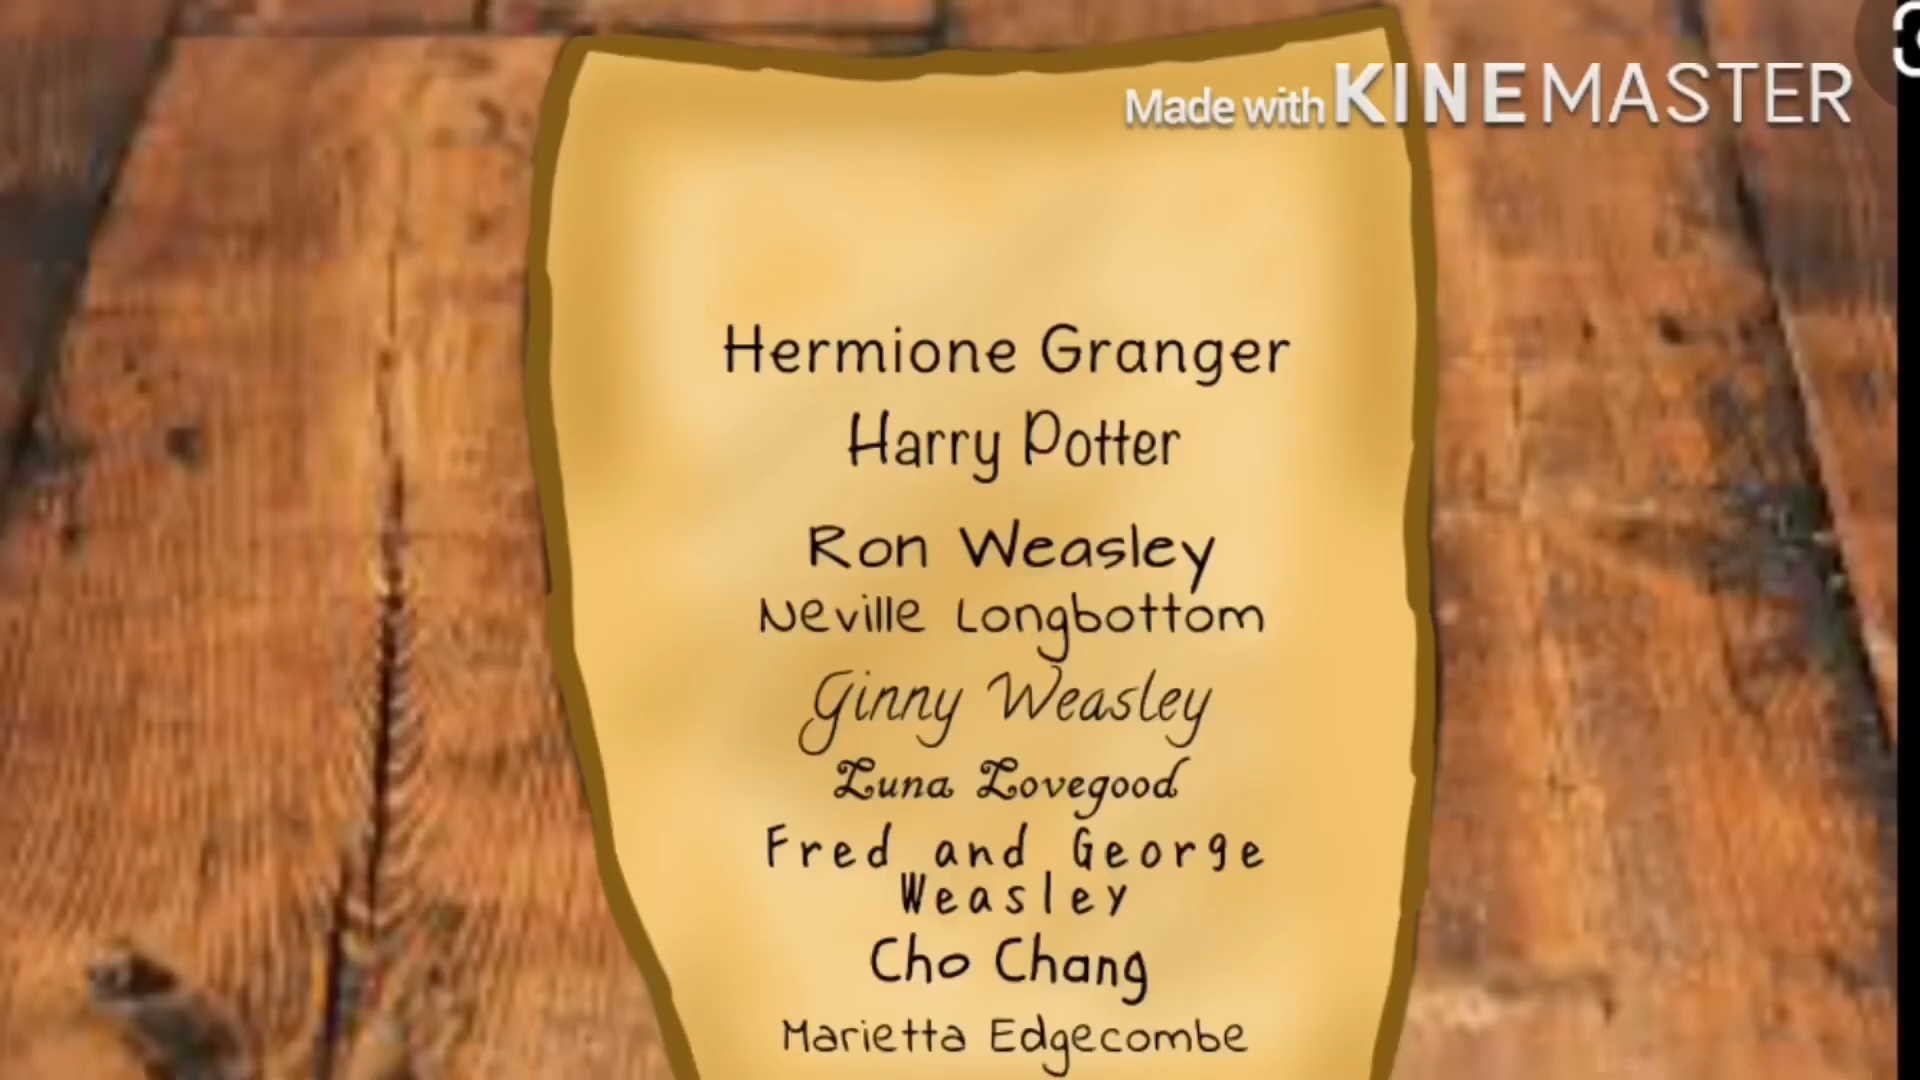 Made with KINEMASTER
Hermione Granger
Harry Potter
Ron Weasley
Neville Longbottom
Ginny Weasley
Luna Lovegood
Fred and George
Weasley
Cho Chang
Marietta Edgecombe